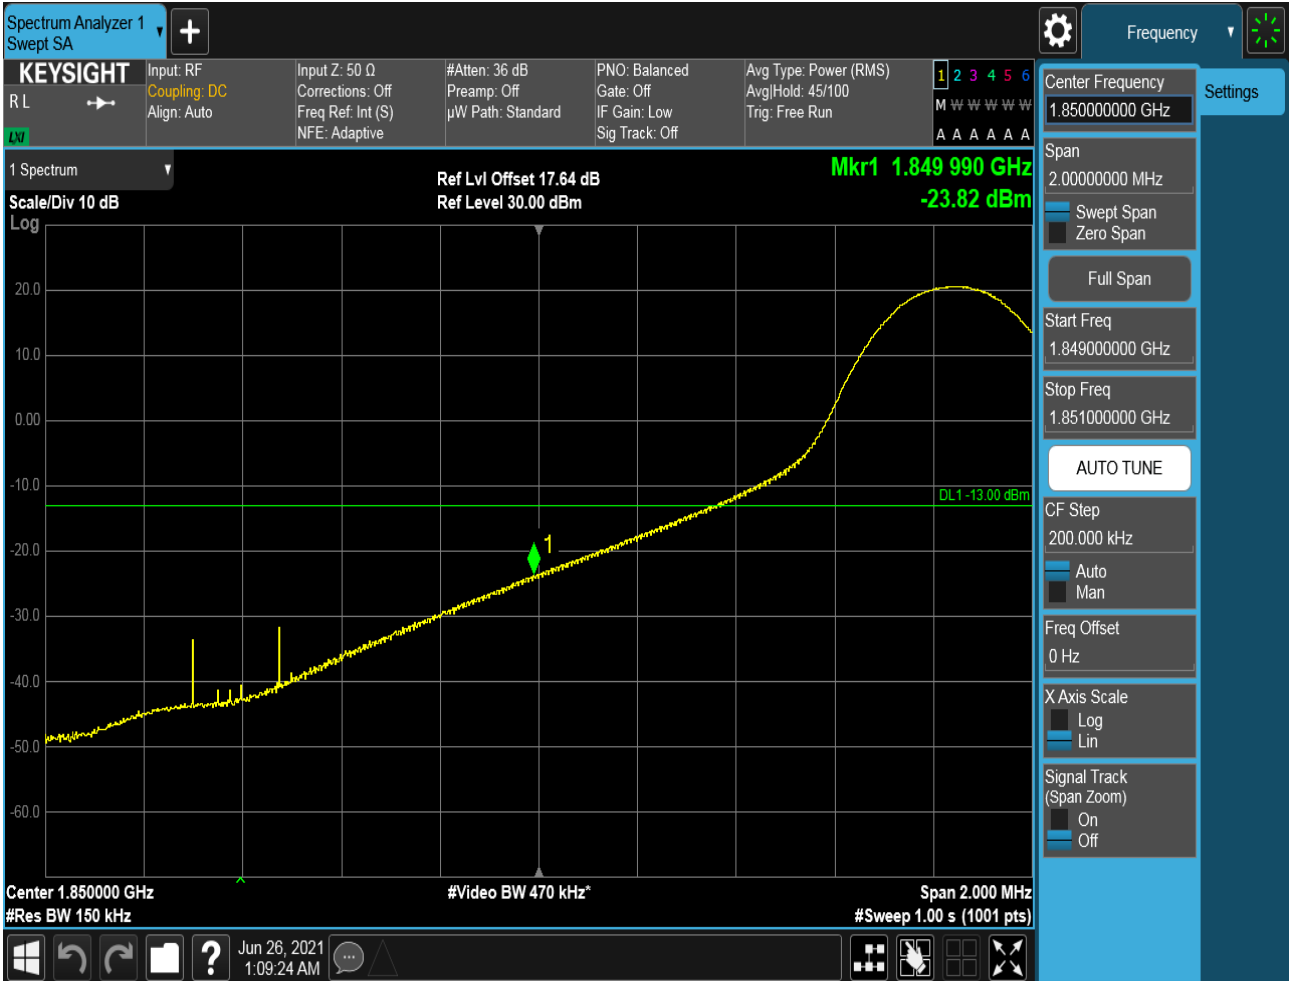 Spectrum Analyzer 1
Swept SA
+
Frequency
KEYSIGHT
R L
LXI
Input: RF
Coupling: DC
Align: Auto
Input Z: 50 Ω
Corrections: Off
Freq Ref: Int (S)
NFE: Adaptive
#Atten: 36 dB
Preamp: Off
µW Path: Standard
PNO: Balanced
Gate: Off
IF Gain: Low
Sig Track: Off
Avg Type: Power (RMS)
Avg|Hold: 45/100
Trig: Free Run
1 2 3 4 5 6
M W W W W W
A A A A A A
1 Spectrum
Scale/Div 10 dB
Log
Ref Lvl Offset 17.64 dB
Ref Level 30.00 dBm
Mkr1 1.849 990 GHz
-23.82 dBm
20.0
10.0
0.00
-10.0
-20.0
-30.0
-40.0
-50.0
-60.0
DL1 -13.00 dBm
1
Center 1.850000 GHz
#Res BW 150 kHz
#Video BW 470 kHz*
Span 2.000 MHz
#Sweep 1.00 s (1001 pts)
Jun 26, 2021
1:09:24 AM
?
Center Frequency
1.850000000 GHz
Settings
Span
2.00000000 MHz
Swept Span
Zero Span
Full Span
Start Freq
1.849000000 GHz
Stop Freq
1.851000000 GHz
AUTO TUNE
CF Step
200.000 kHz
Auto
Man
Freq Offset
0 Hz
X Axis Scale
Log
Lin
Signal Track
(Span Zoom)
On
Off